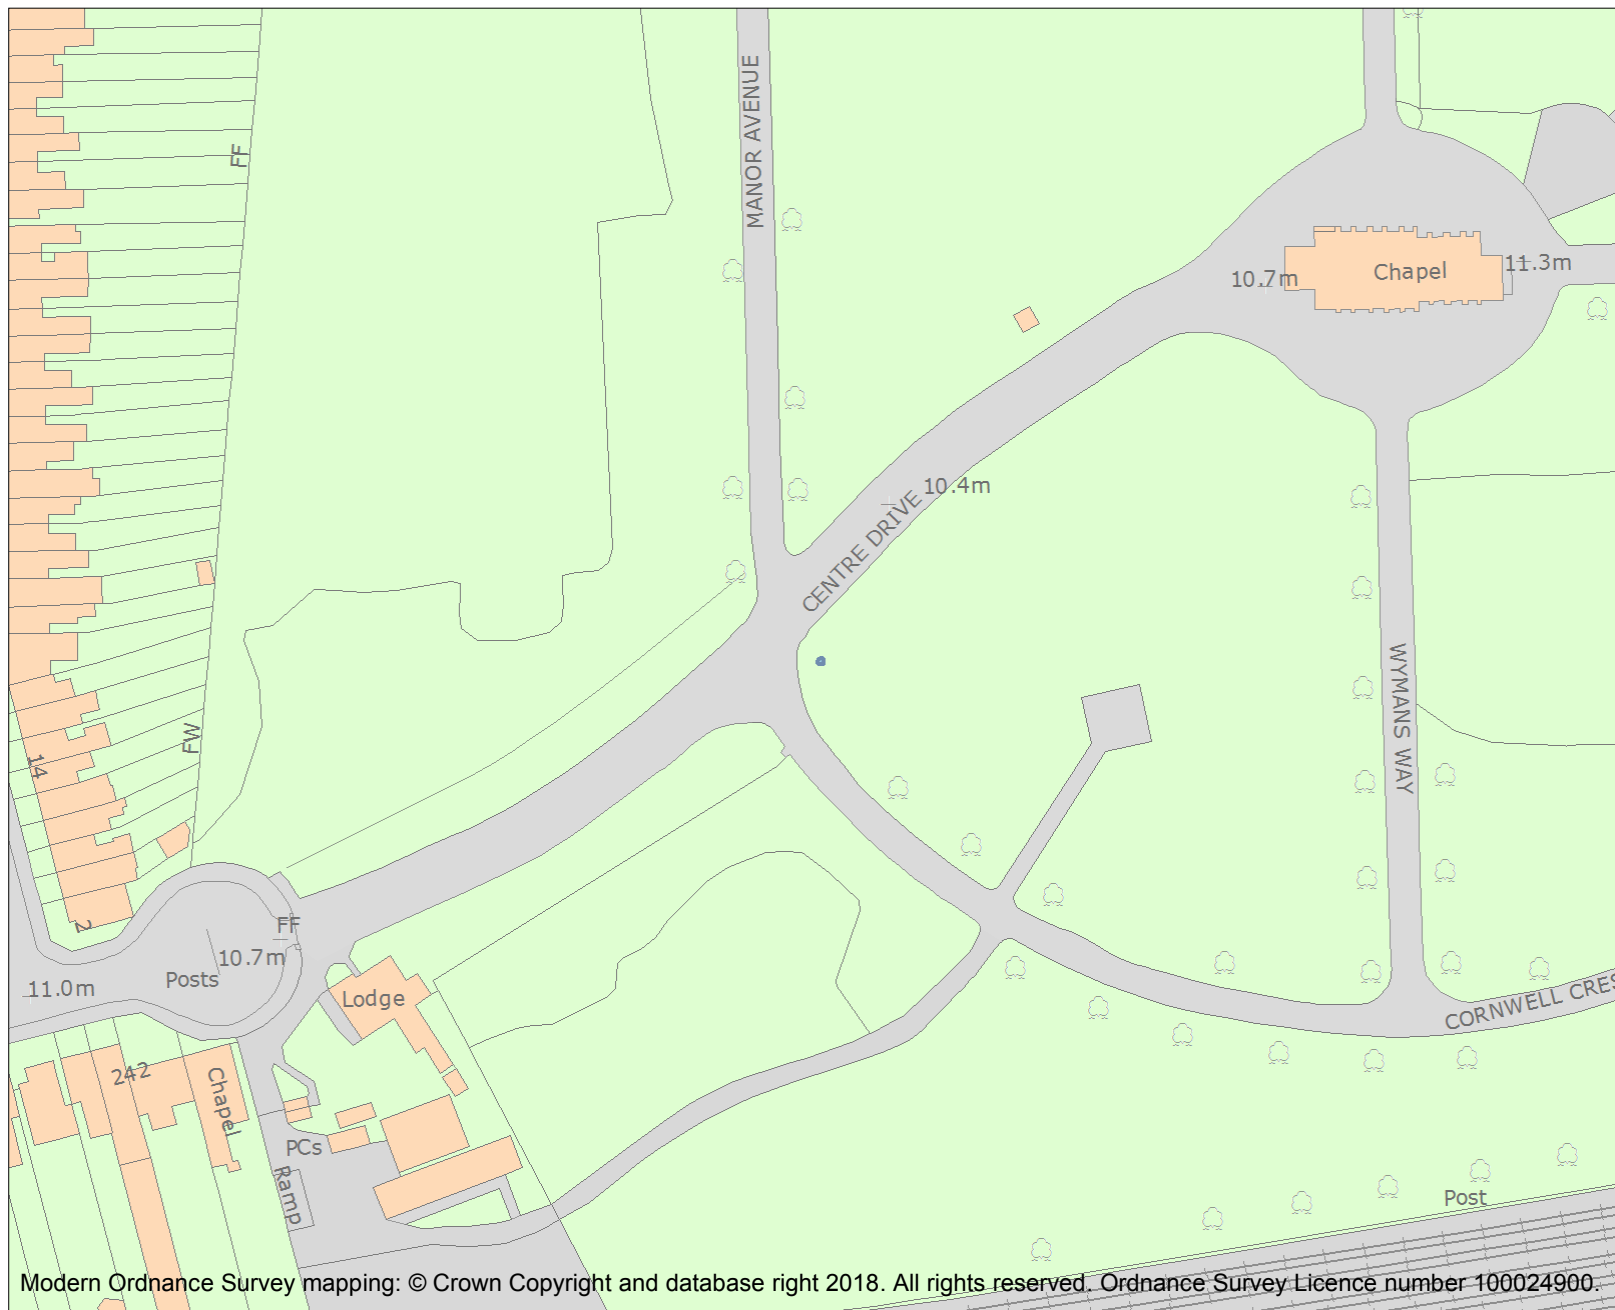 MANOR AVENUE
FF
Chapel
11.3m
10.7m
10.4m
CENTRE DRIVE
WYMANS WAY
FW
14
2
FF
10.7m
Posts
11.0m
Lodge
CORNWELL CRES
242
Chapel
PCs
Ramp
Post
Modern Ordnance Survey mapping: © Crown Copyright and database right 2018. All rights reserved. Ordnance Survey Licence number 100024900.